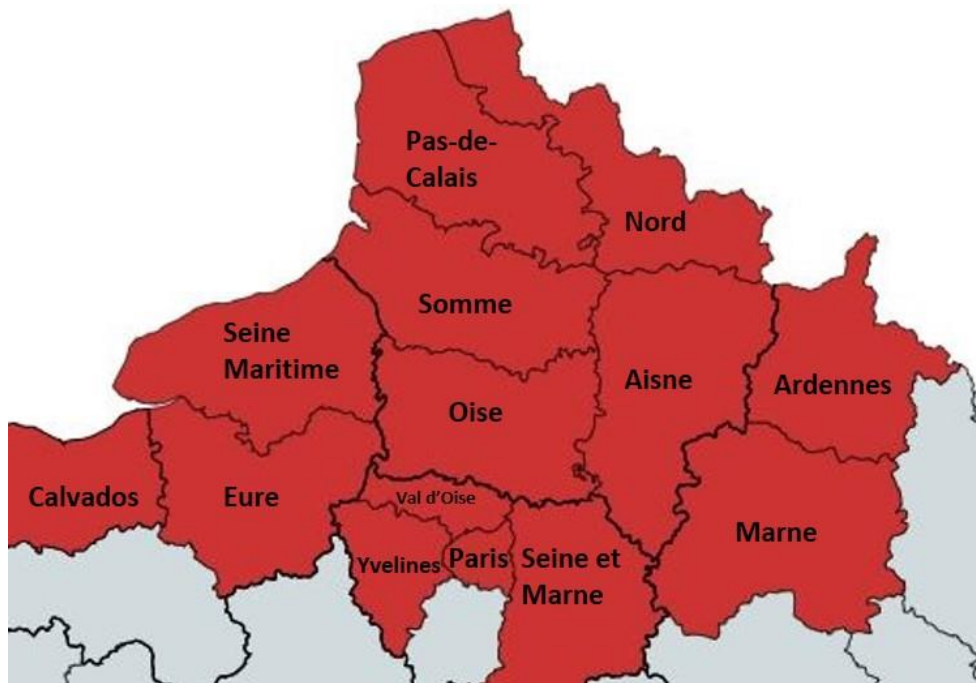 Pas-de-
Calais
Nord
Somme
Seine
Maritime
Aisne
Ardennes
Oise
Calvados
Eure
Val d'Oise
Marne
Yvelines
Paris
Seine et
Marne